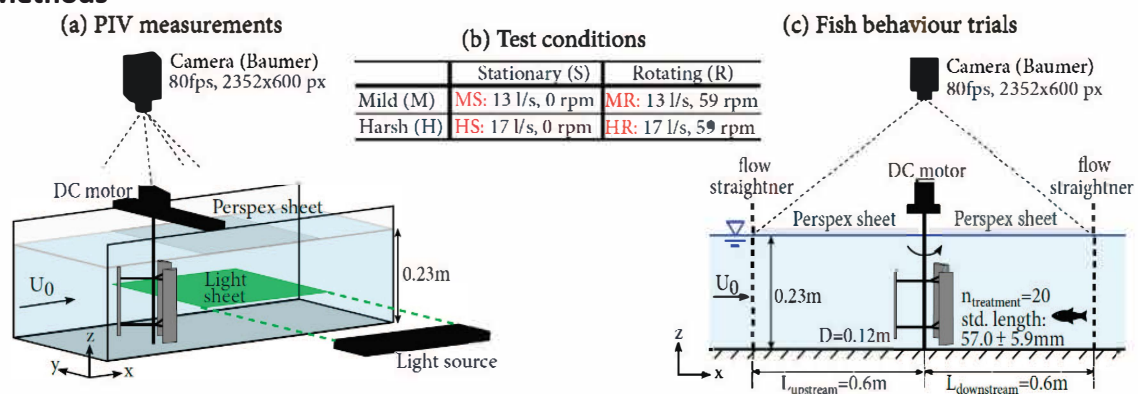 Methods
(a) PIV measurements
Camera (Baumer)
80fps, 2352x600 px
DC motor
Perspex sheet
Light
sheet
U0
0.23m
Light source
z
y
x
(b) Test conditions
Stationary (S) Rotating (R)
Mild (M) MS: 13 l/s, 0 rpm MR: 13 l/s, 59 rpm
Harsh (H) HS: 17 l/s, 0 rpm HR: 17 l/s, 59 rpm
(c) Fish behaviour trials
Camera (Baumer)
80fps, 2352x600 px
flow
straightner
DC motor
flow
straightner
Perspex sheet
Perspex sheet
U0
0.23m
D=0.12m
ntreatment=20
std. length:
57.0 ± 5.9mm
z
x
Lupstream=0.6m
Ldownstream=0.6m